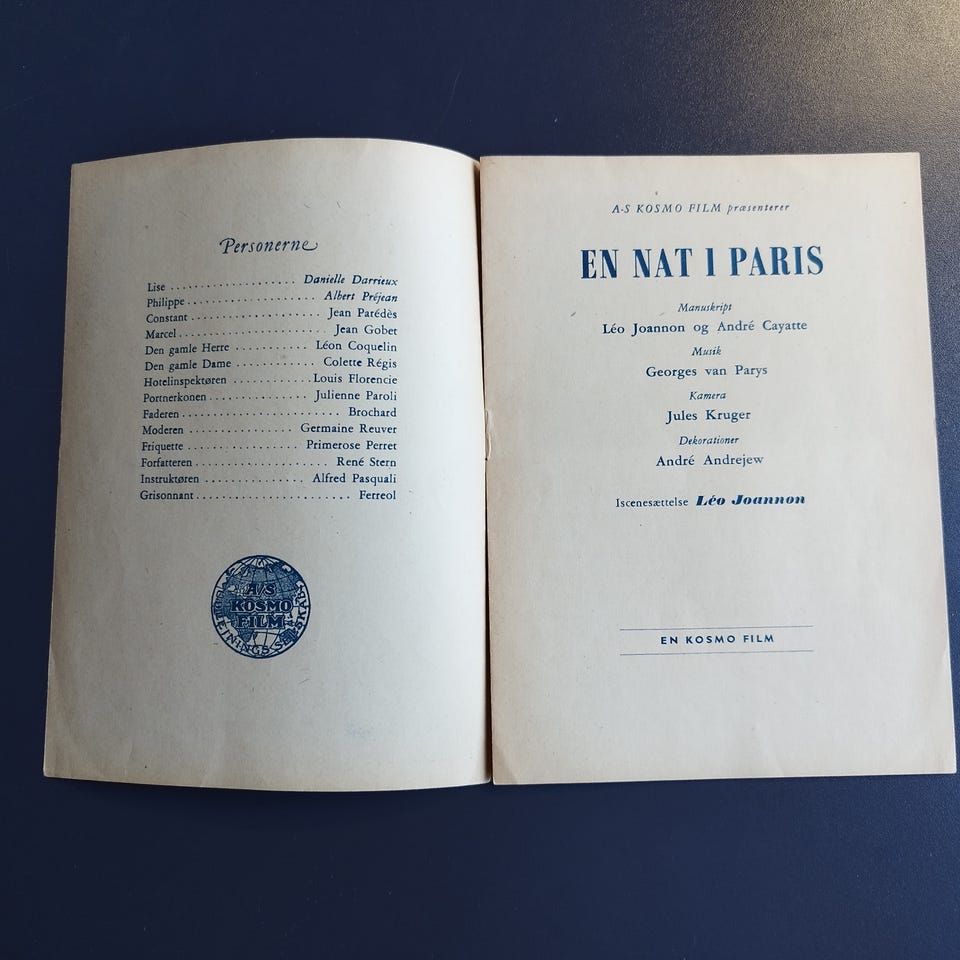 Personerne
Lise .................... Danielle Darrieux
Philippe .................... Albert Préjean
Constant .................... Jean Parédès
Marcel .................... Jean Gobet
Den gamle Herre .......... Léon Coquelin
Den gamle Dame .......... Colette Régis
Hotelinspektøren ............ Louis Florencie
Portnerkonen ............ Julienne Paroli
Faderen ........................ Brochard
Moderen .................. Germaine Reuver
Friquette .................. Primerose Perret
Forfatteren .................... René Stern
Instruktøren ............... Alfred Pasquali
Grisonnant ........................ Ferreol
A/S
KOSMO
FILM
A-S KOSMO FILM præsenterer
EN NAT I PARIS
Manuskript
Léo Joannon og André Cayatte
Musik
Georges van Parys
Kamera
Jules Kruger
Dekorationer
André Andrejew
Iscenesættelse Léo Joannon
EN KOSMO FILM